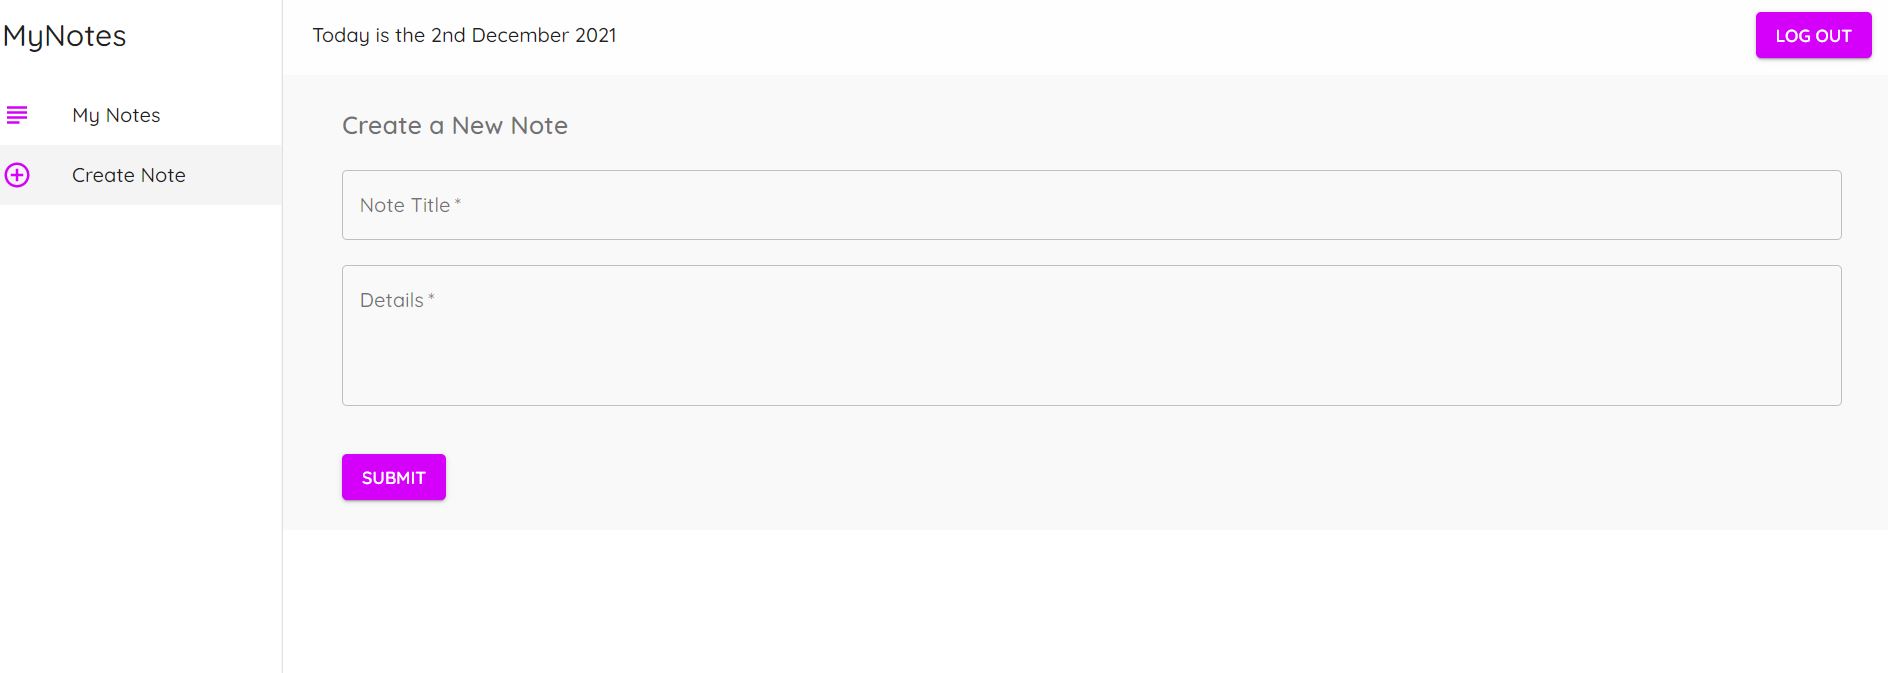 MyNotes
My Notes
Create Note
Today is the 2nd December 2021
LOG OUT
Create a New Note
Note Title *
Details *
SUBMIT